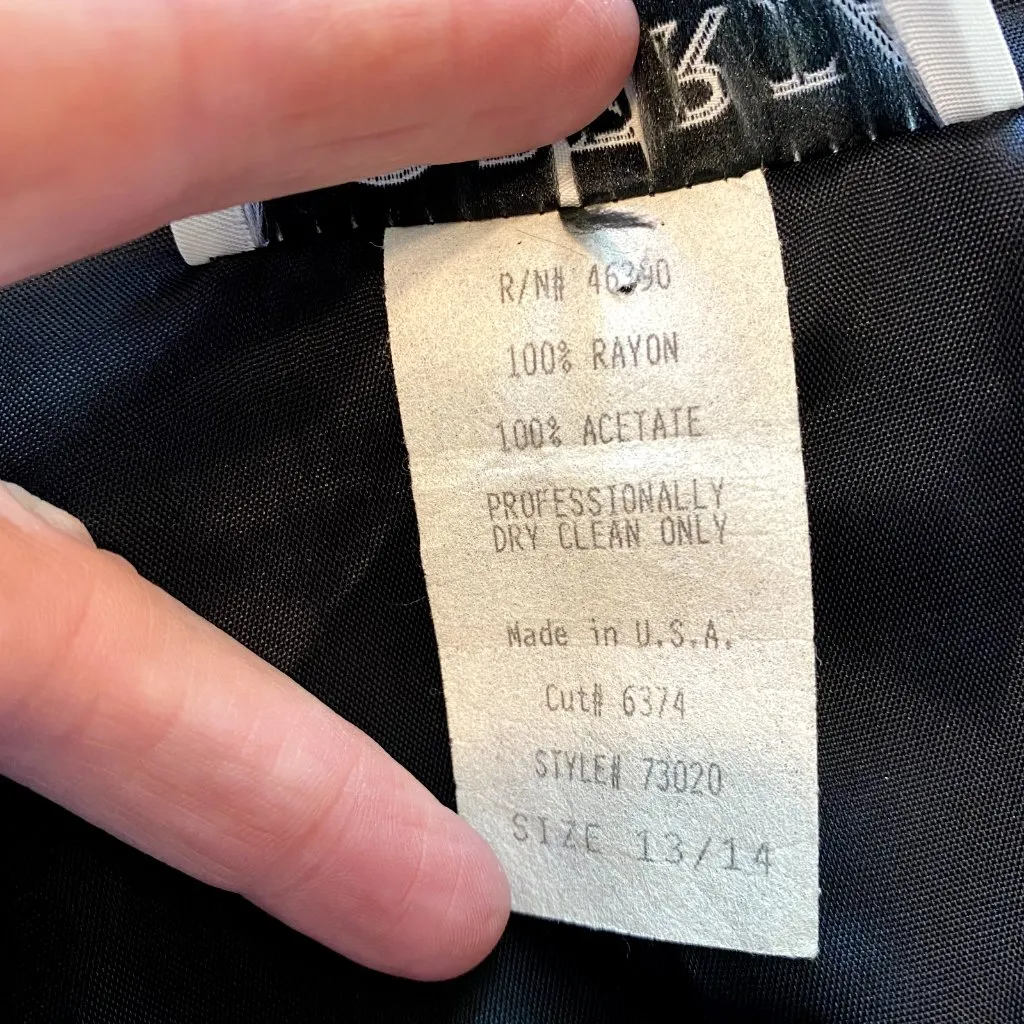 R/N# 46390
100% RAYON
100% ACETATE
PROFESSIONALLY
DRY CLEAN ONLY
Made in U.S.A.
Cut# 6374
STYLE# 73020
SIZE 13/14